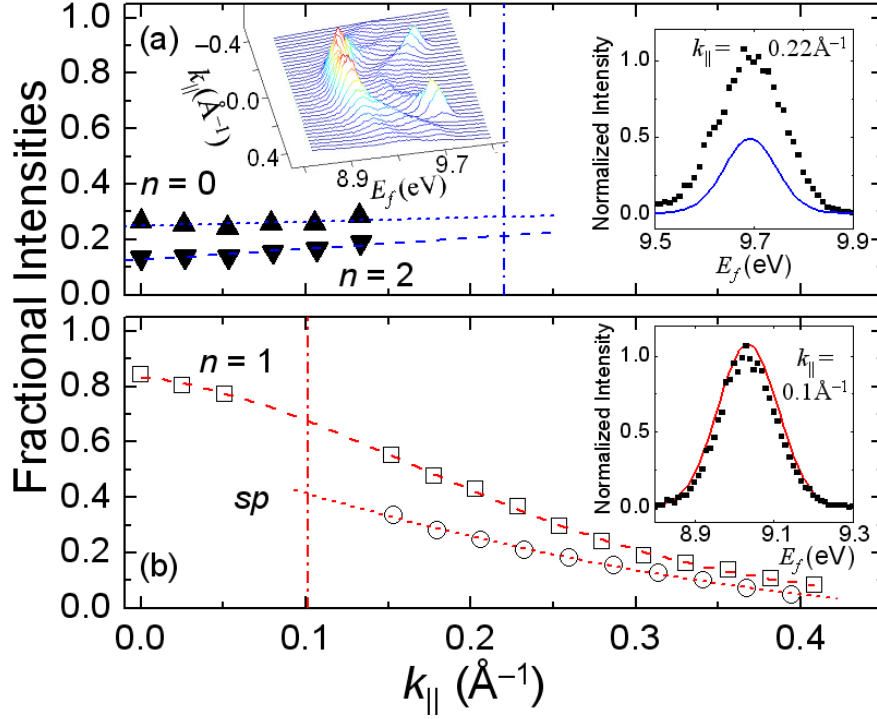 Fractional Intensities
(a)
1.0
0.8
0.6
0.4
0.2
0.0
n = 0
n = 2
−0.4
0.0
0.4
k∥(Å⁻¹)
8.9
9.7
E_f(eV)
k∥= 0.22Å⁻¹
Normalized Intensity
1.0
0.5
0.0
9.5
9.7
9.9
E_f(eV)
(b)
1.0
0.8
0.6
0.4
0.2
0.0
n = 1
sp
k∥=
0.1Å⁻¹
Normalized Intensity
1.0
0.5
0.0
8.9
9.1
9.3
E_f(eV)
0.0
0.1
0.2
0.3
0.4
k∥ (Å⁻¹)